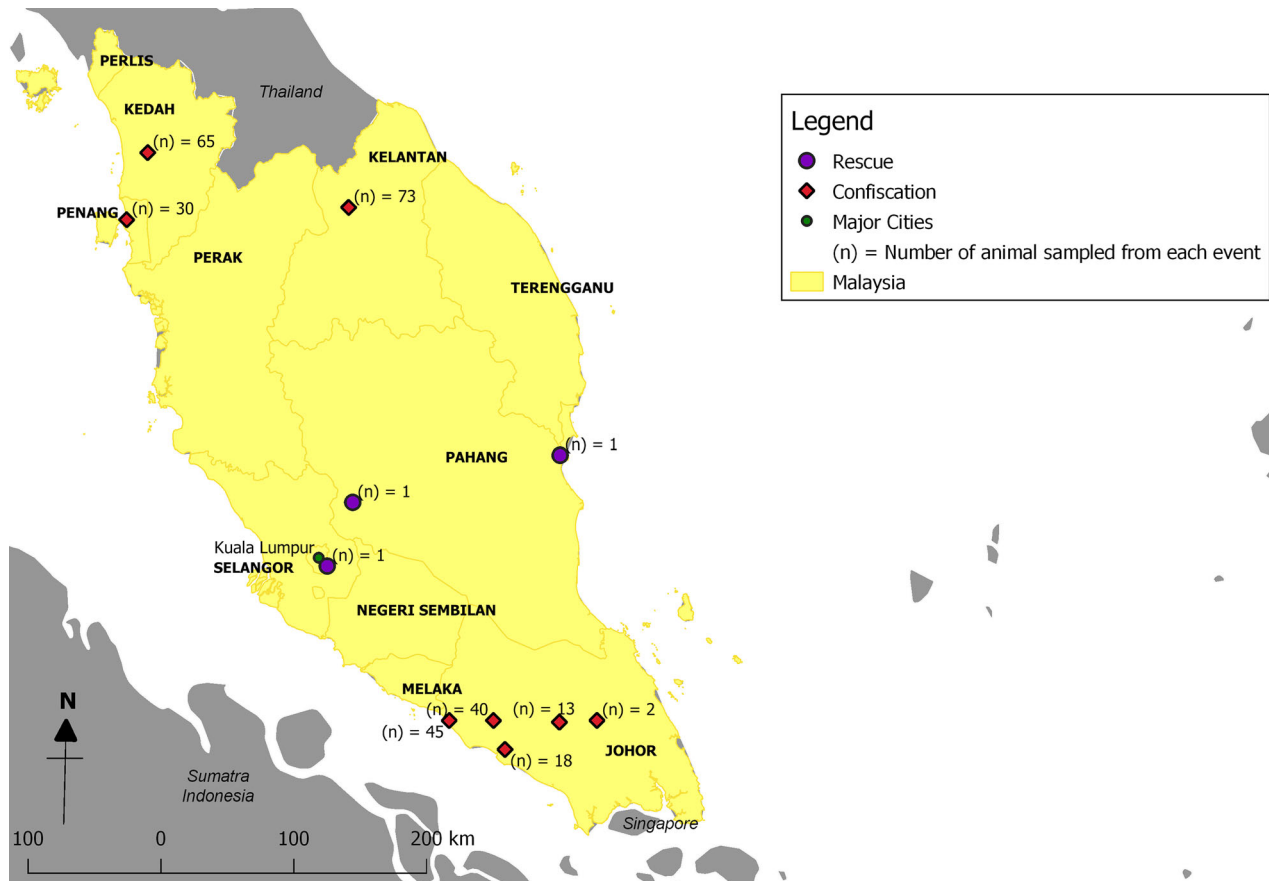 PERLIS
Thailand
KEDAH
(n) = 65
KELANTAN
(n) = 73
PENANG
(n) = 30
PERAK
TERENGGANU
(n) = 1
PAHANG
(n) = 1
Kuala Lumpur
(n) = 1
SELANGOR
NEGERI SEMBILAN
MELAKA
(n) = 40
(n) = 13
(n) = 2
(n) = 45
(n) = 18
JOHOR
N
Sumatra
Indonesia
Singapore
100 0 100 200 km
Legend
Rescue
Confiscation
Major Cities
(n) = Number of animal sampled from each event
Malaysia